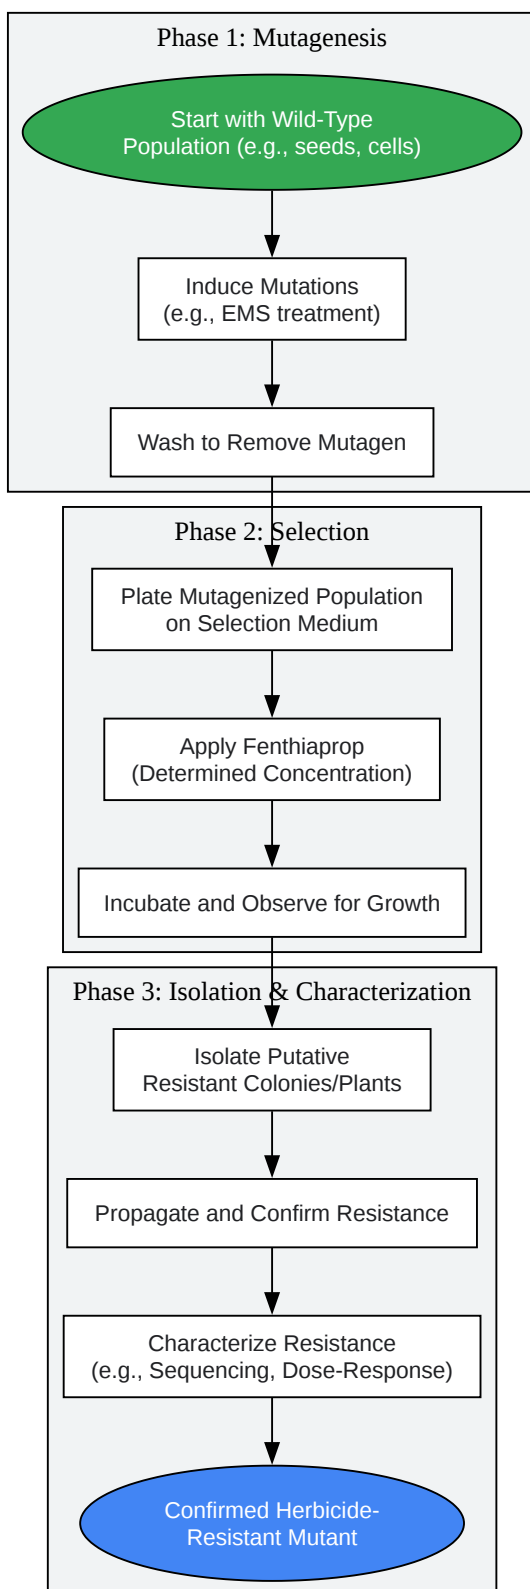 Phase 1: Mutagenesis
Start with Wild-Type
Population (e.g., seeds, cells)
Induce Mutations
(e.g., EMS treatment)
Wash to Remove Mutagen
Phase 2: Selection
Plate Mutagenized Population
on Selection Medium
Apply Fenthiaprop
(Determined Concentration)
Incubate and Observe for Growth
Phase 3: Isolation & Characterization
Isolate Putative
Resistant Colonies/Plants
Propagate and Confirm Resistance
Characterize Resistance
(e.g., Sequencing, Dose-Response)
Confirmed Herbicide-
Resistant Mutant